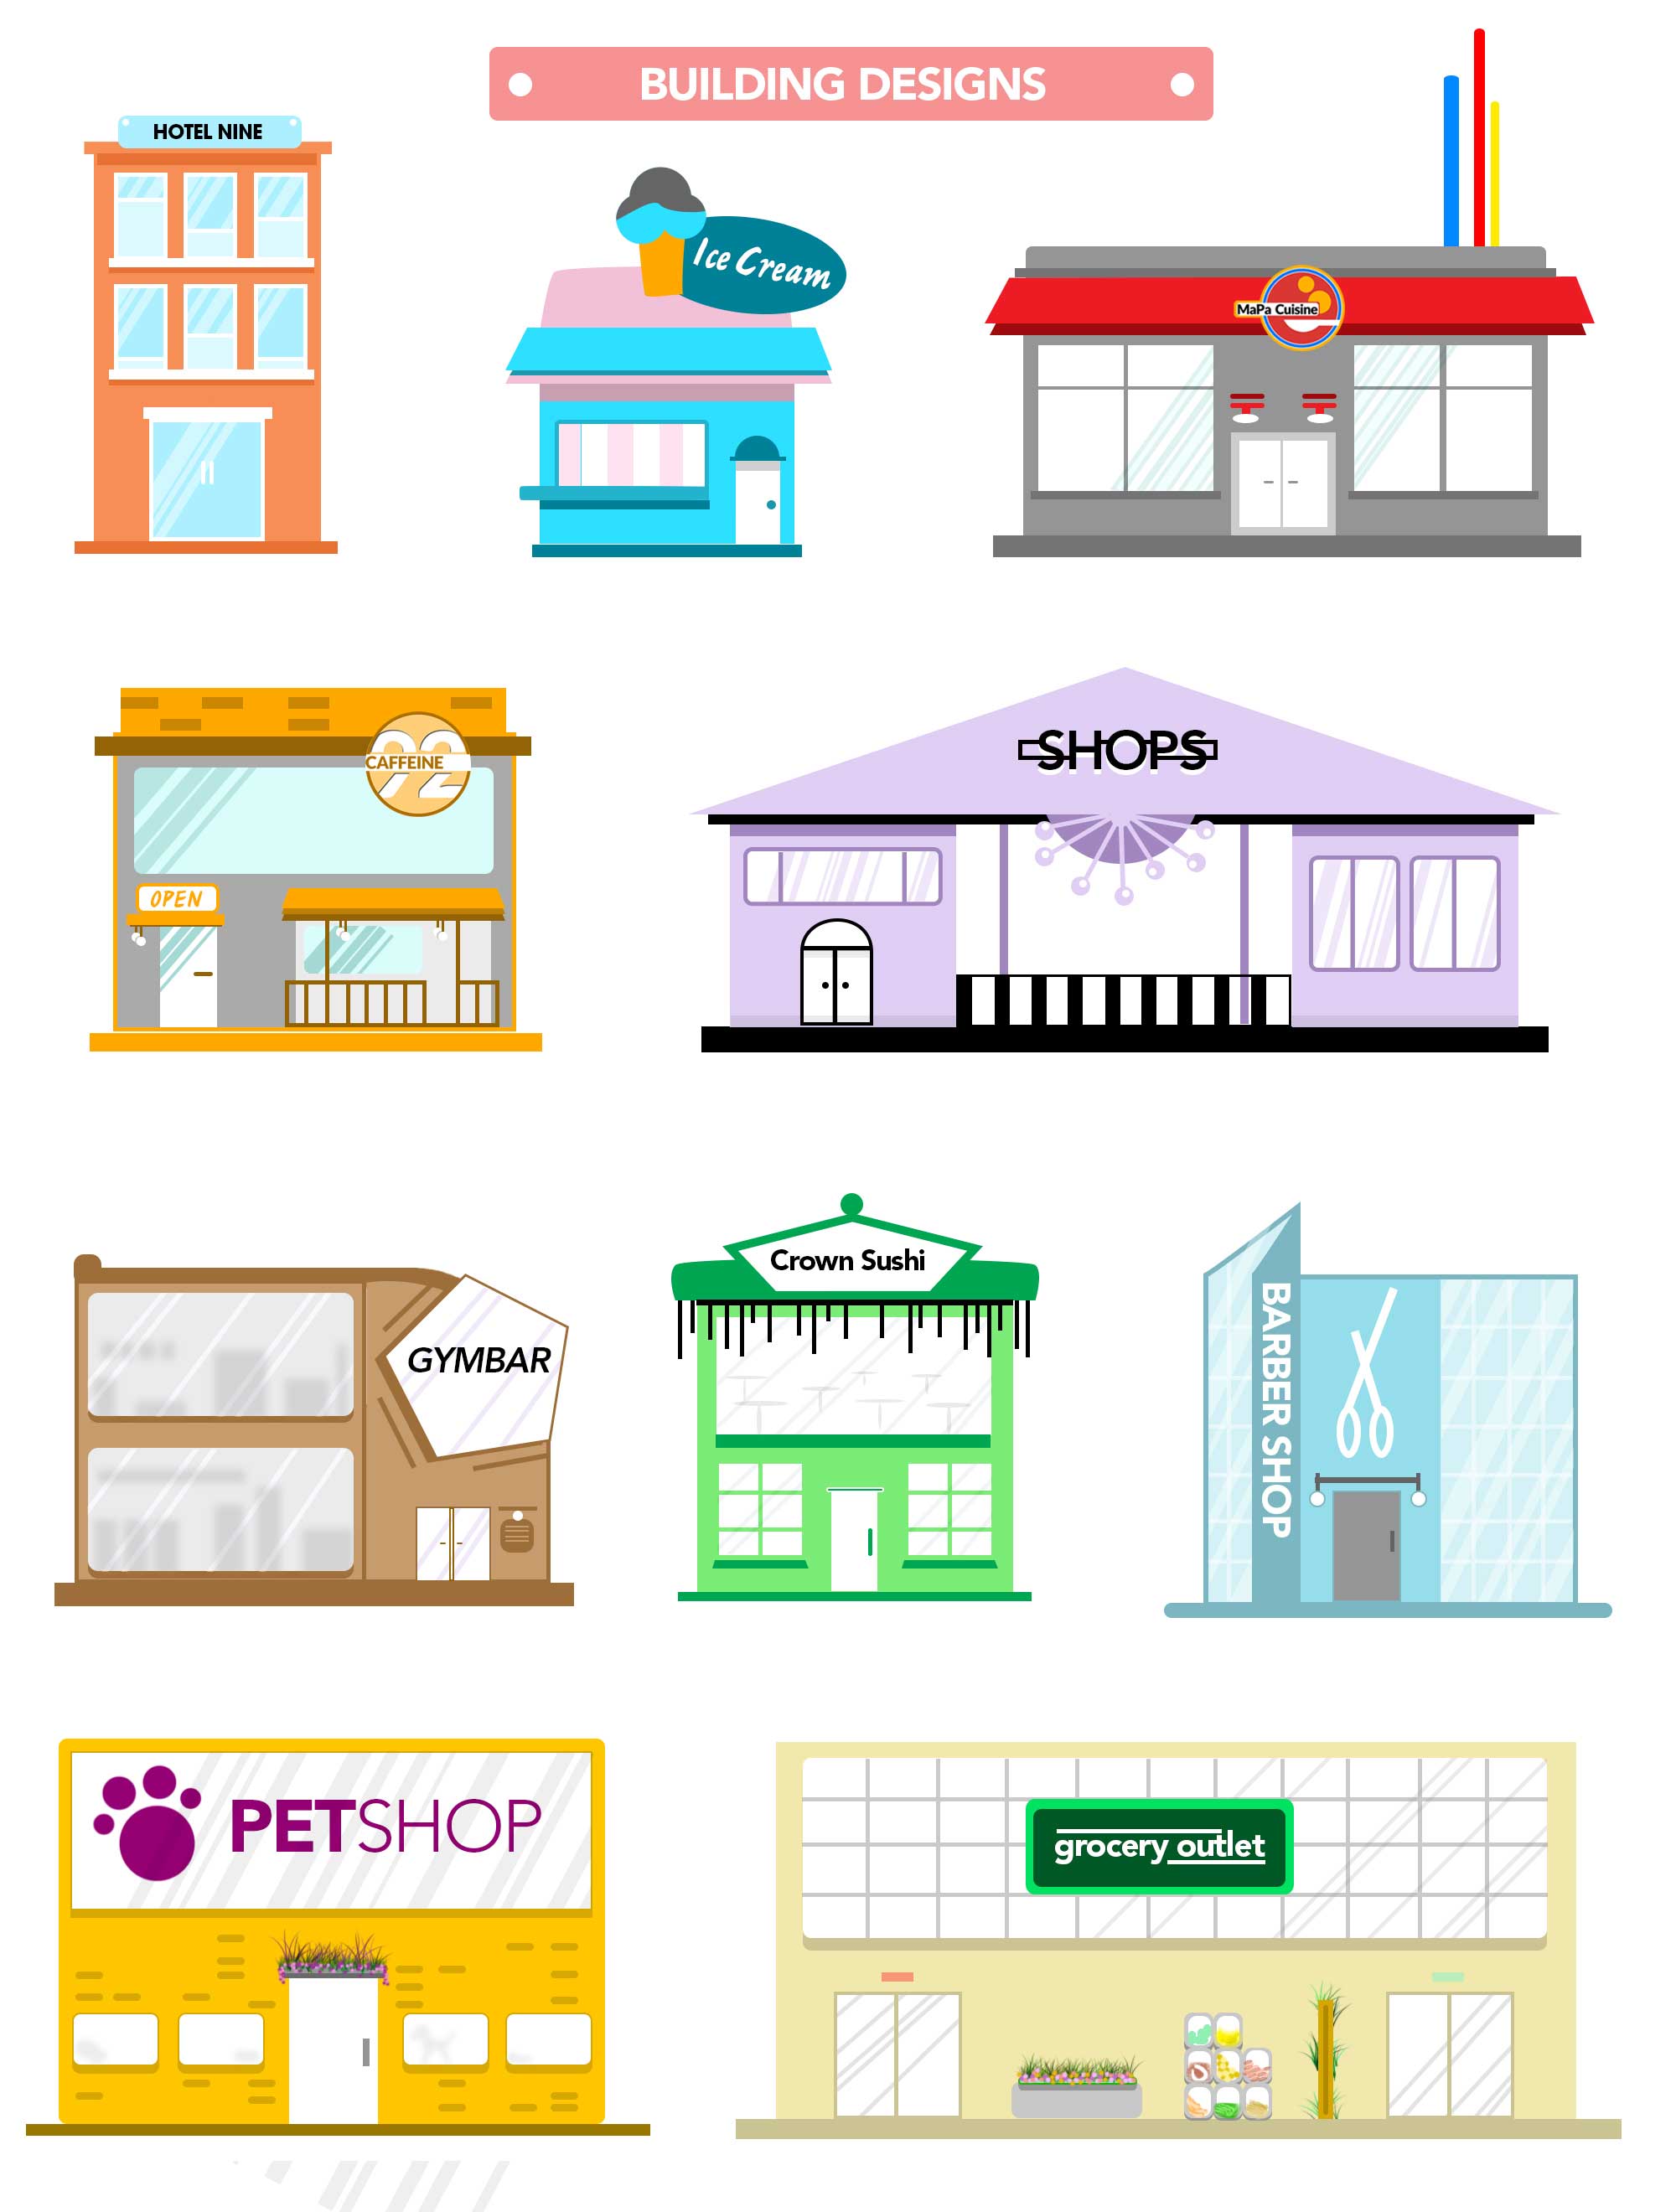 BUILDING DESIGNS
HOTEL NINE
Ice Cream
MaPa Cuisine
92
CAFFEINE
OPEN
SHOPS
GYMBAR
Crown Sushi
BARBER SHOP
PETSHOP
grocery outlet